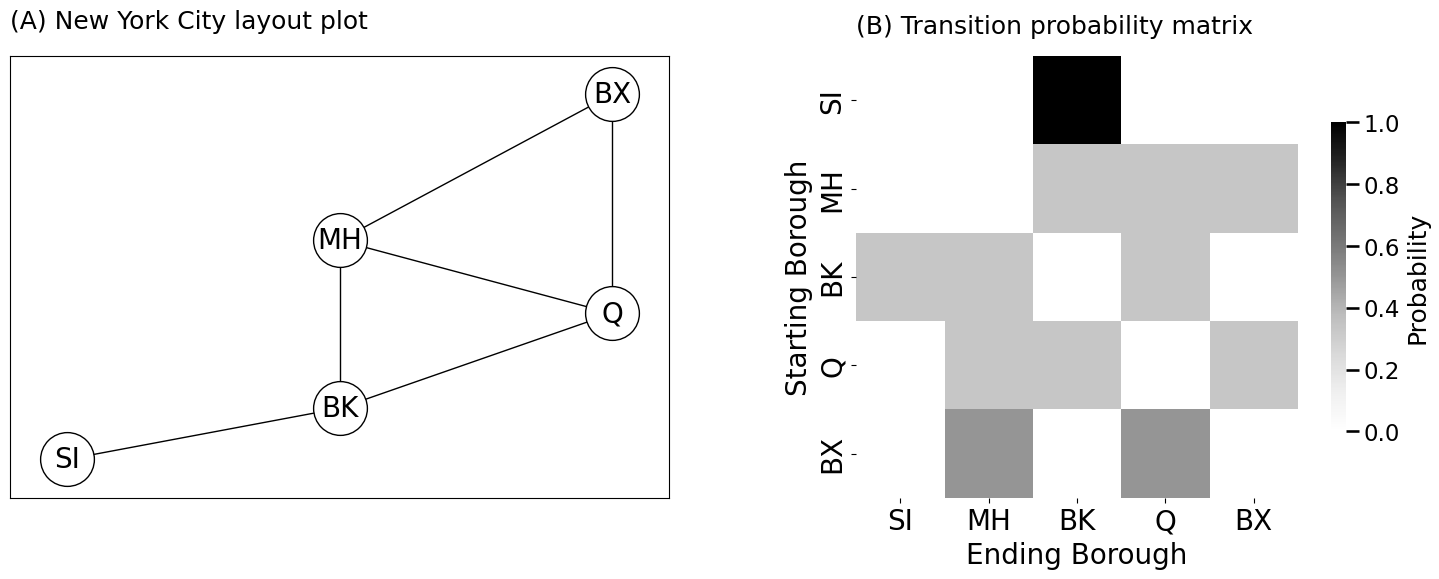 (A) New York City layout plot
BX
MH
Q
BK
SI
(B) Transition probability matrix
Starting Borough
SI
MH
BK
Q
BX
SI MH BK Q BX
Ending Borough
1.0
0.8
0.6
0.4
0.2
0.0
Probability